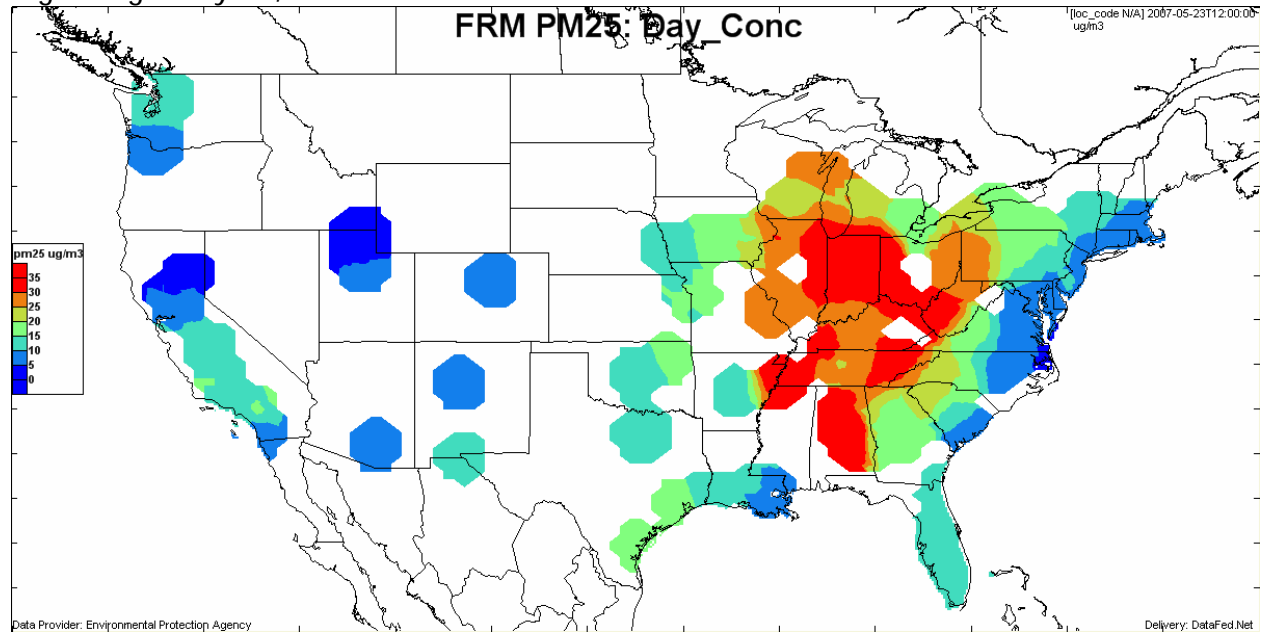 FRM PM25: Day_Conc
[loc_code N/A] 2007-05-23T12:00:00
ug/m3
pm25 ug/m3
35
30
25
20
15
10
5
0
Data Provider: Environmental Protection Agency
Delivery: DataFed.Net